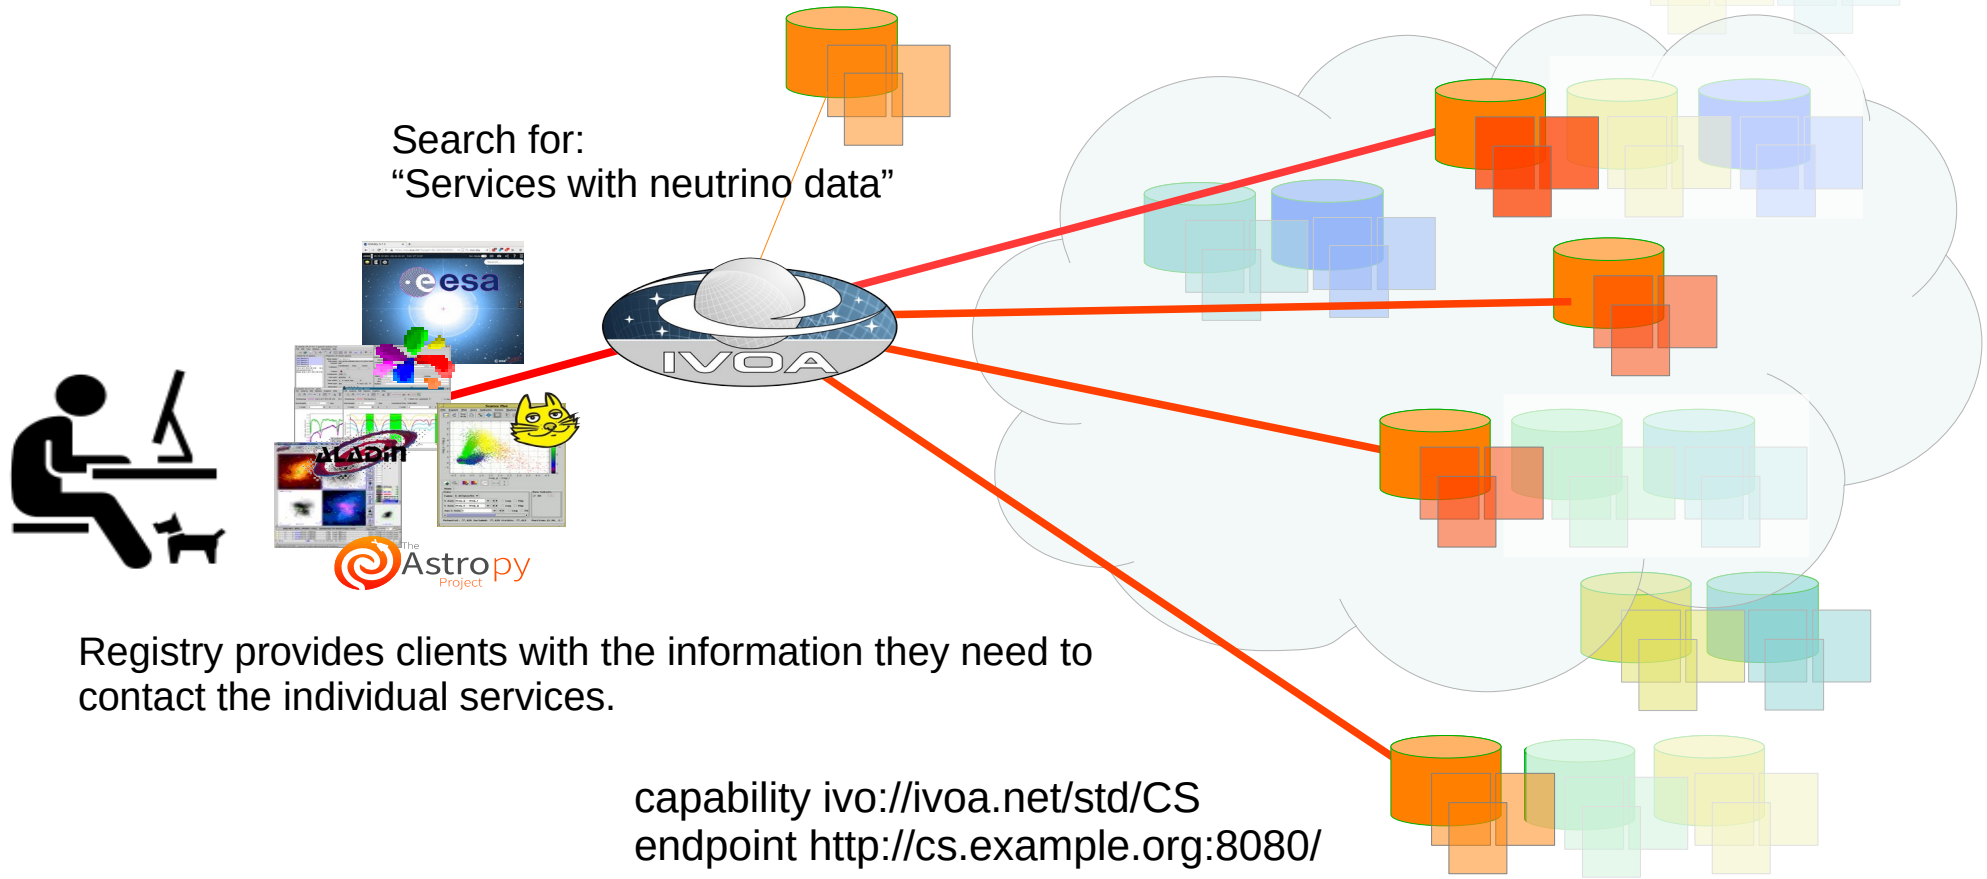 Search for:
“Services with neutrino data”
eesa
IVOA
ALADIN
The
Astropy
Project
Registry provides clients with the information they need to
contact the individual services.
capability ivo://ivoa.net/std/CS
endpoint http://cs.example.org:8080/